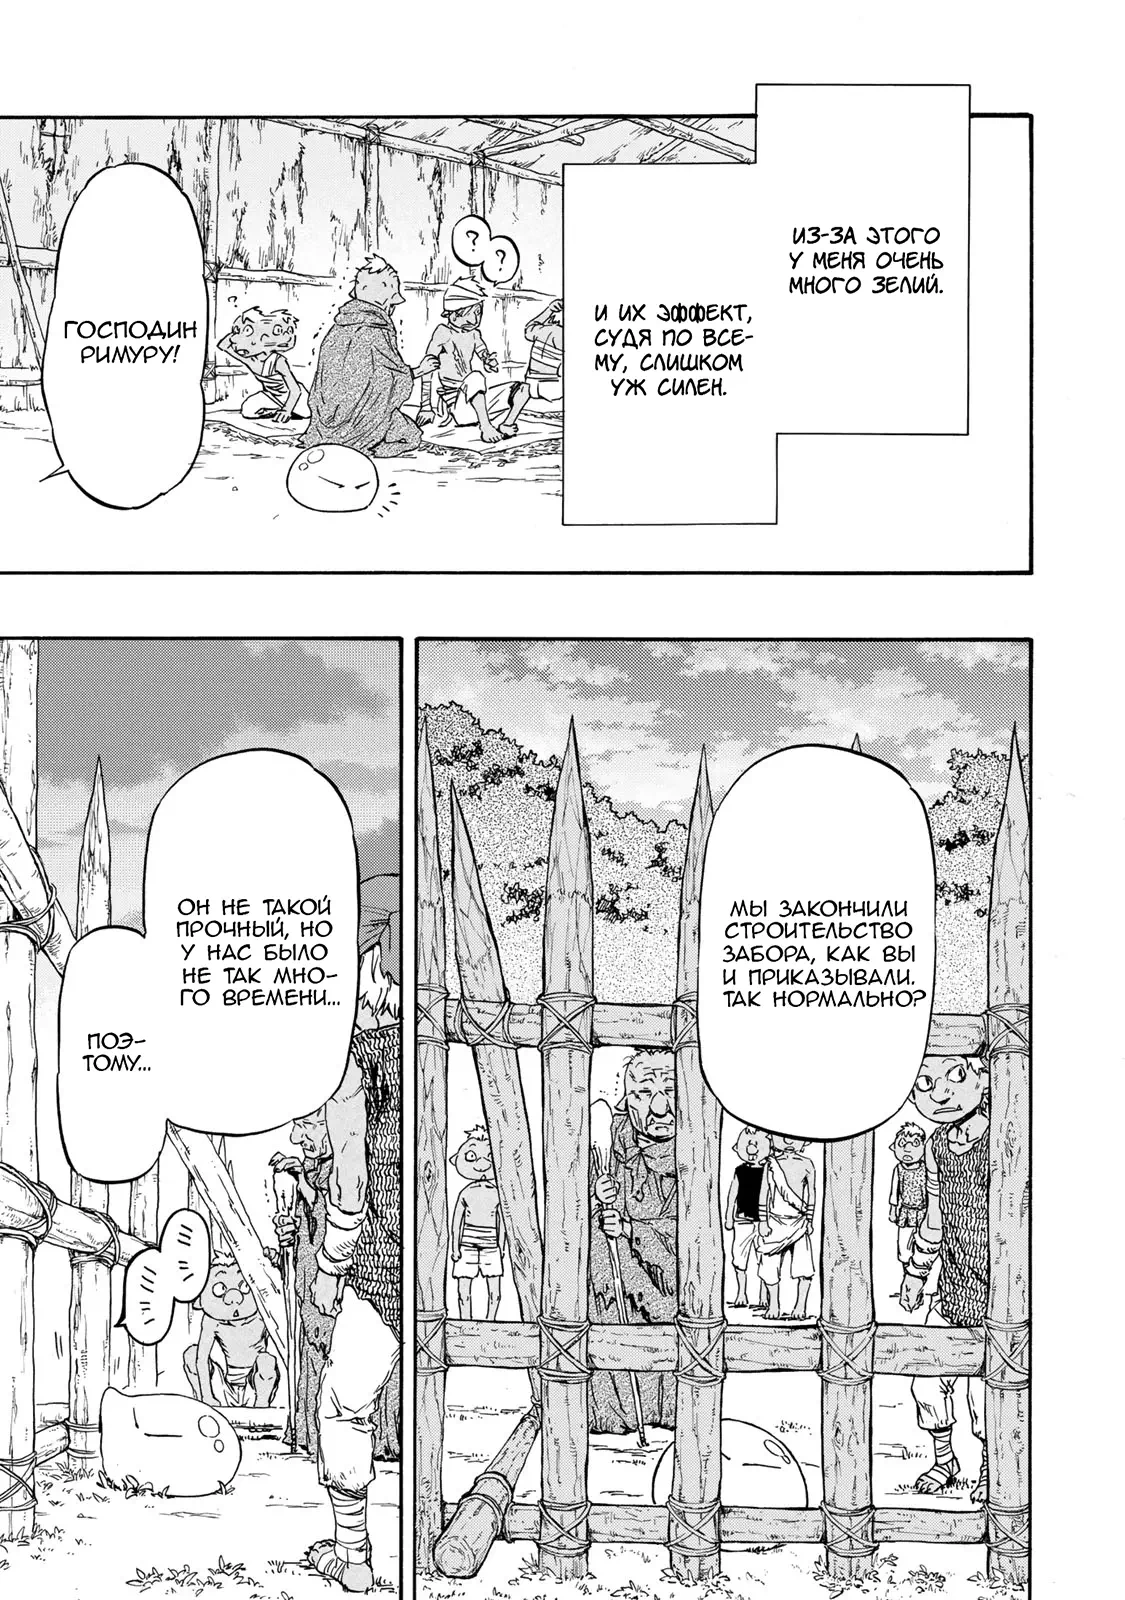 ИЗ-ЗА ЭТОГО
У МЕНЯ ОЧЕНЬ
МНОГО ЗЕЛИЙ.
И ИХ ЭФФЕКТ,
СУДЯ ПО ВСЕ-
МУ, СЛИШКОМ
УЖ СИЛЕН.
? ?
ГОСПОДИН
РИМУРУ!
МЫ ЗАКОНЧИЛИ
СТРОИТЕЛЬСТВО
ЗАБОРА, КАК ВЫ
И ПРИКАЗЫВАЛИ.
ТАК НОРМАЛЬНО?
ОН НЕ ТАКОЙ
ПРОЧНЫЙ, НО
У НАС БЫЛО
НЕ ТАК МНО-
ГО ВРЕМЕНИ...
ПОЭ-
ТОМУ...